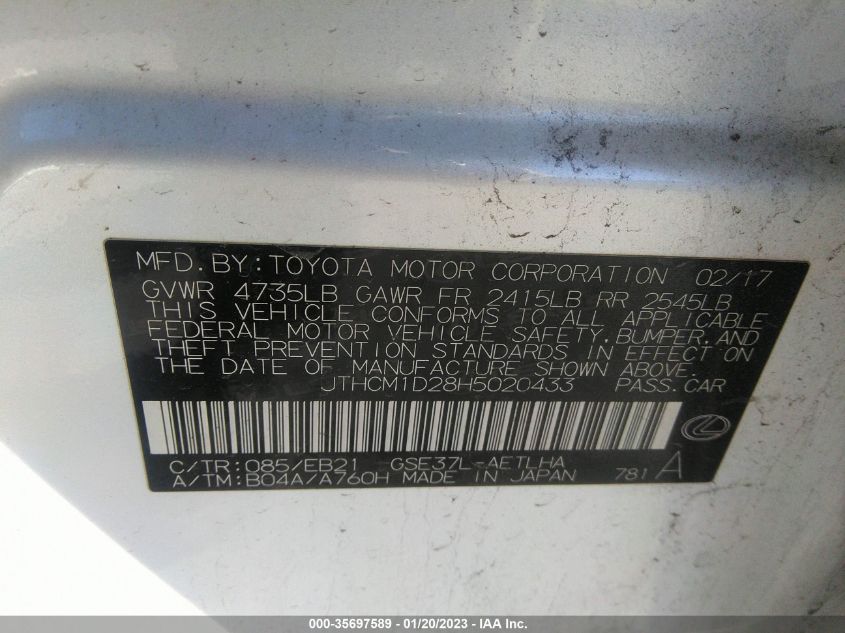 MFD. BY: TOYOTA MOTOR CORPORATION 02/17
GVWR 4735LB GAWR FR 2415LB RR 2545LB
THIS VEHICLE CONFORMS TO ALL APPLICABLE
FEDERAL MOTOR VEHICLE SAFETY, BUMPER, AND
THEFT PREVENTION STANDARDS IN EFFECT ON
THE DATE OF MANUFACTURE SHOWN ABOVE.
JTHCM1D28H5020433 PASS. CAR
C/TR: 085/EB21 GSE37L-AETLHA
A/TM: B04A/A760H MADE IN JAPAN 781 A
000-35697589 - 01/20/2023 - IAA Inc.